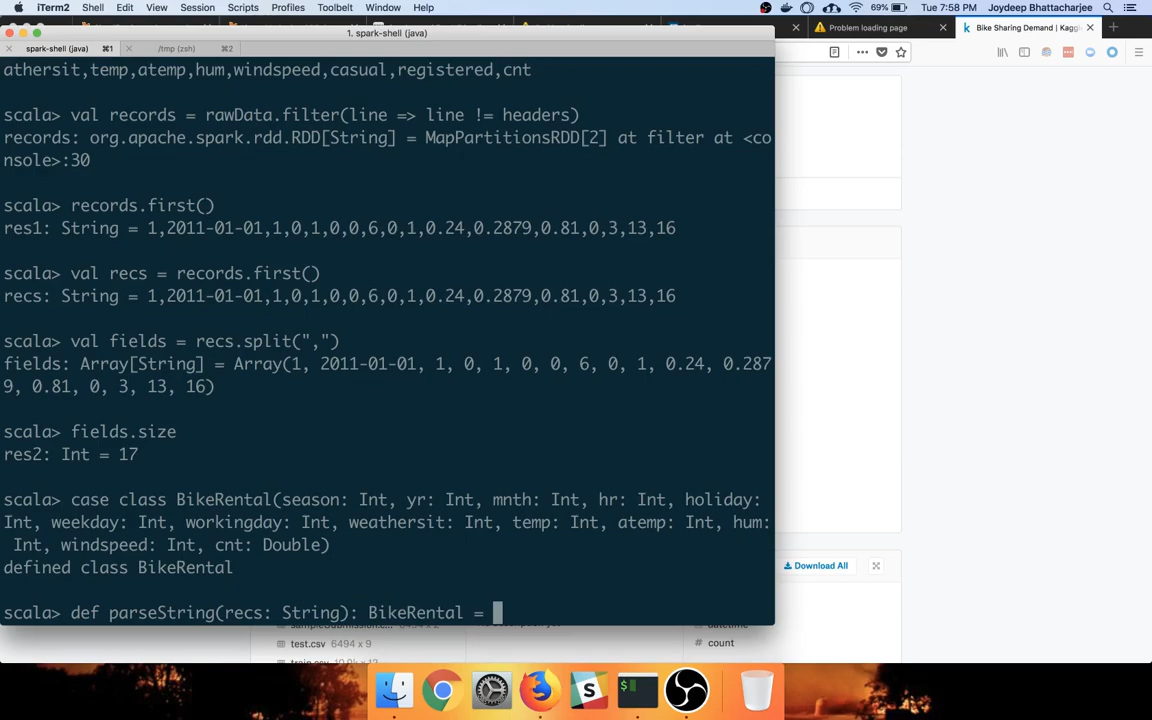 iTerm2 Shell Edit View Session Scripts Profiles Toolbelt Window Help 69% Tue 7:58 PM Joydeep Bhattacharjee
1. spark-shell (java)
Problem loading page
Bike Sharing Demand | Kaggl
spark-shell (java) ⌘1 /tmp (zsh) ⌘2
athersit,temp,atemp,hum,windspeed,casual,registered,cnt
scala> val records = rawData.filter(line => line != headers)
records: org.apache.spark.rdd.RDD[String] = MapPartitionsRDD[2] at filter at <co
nsole>:30
scala> records.first()
res1: String = 1,2011-01-01,1,0,1,0,0,6,0,1,0.24,0.2879,0.81,0,3,13,16
scala> val recs = records.first()
recs: String = 1,2011-01-01,1,0,1,0,0,6,0,1,0.24,0.2879,0.81,0,3,13,16
scala> val fields = recs.split(",")
fields: Array[String] = Array(1, 2011-01-01, 1, 0, 1, 0, 0, 6, 0, 1, 0.24, 0.287
9, 0.81, 0, 3, 13, 16)
scala> fields.size
res2: Int = 17
scala> case class BikeRental(season: Int, yr: Int, mnth: Int, hr: Int, holiday:
Int, weekday: Int, workingday: Int, weathersit: Int, temp: Int, atemp: Int, hum:
Int, windspeed: Int, cnt: Double)
defined class BikeRental
scala> def parseString(recs: String): BikeRental =
Download All
test.csv 6494 x 9
count